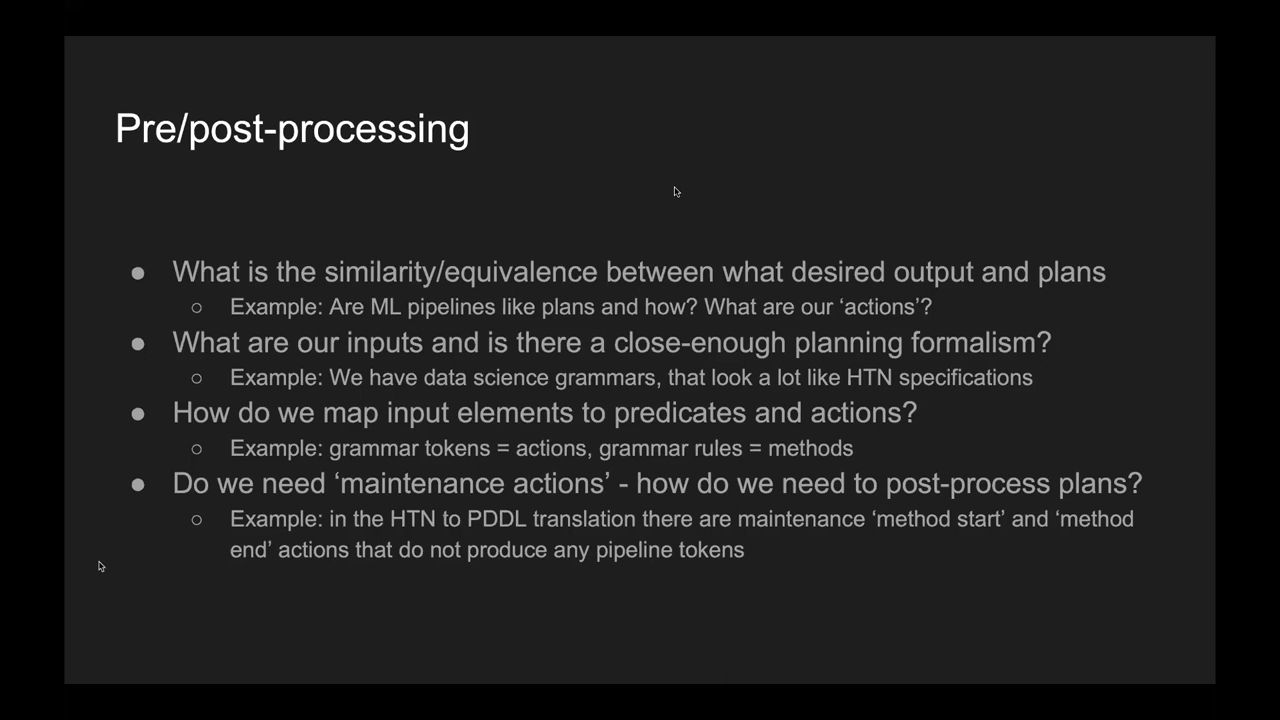 Pre/post-processing
● What is the similarity/equivalence between what desired output and plans
○ Example: Are ML pipelines like plans and how? What are our ‘actions’?
● What are our inputs and is there a close-enough planning formalism?
○ Example: We have data science grammars, that look a lot like HTN specifications
● How do we map input elements to predicates and actions?
○ Example: grammar tokens = actions, grammar rules = methods
● Do we need ‘maintenance actions’ - how do we need to post-process plans?
○ Example: in the HTN to PDDL translation there are maintenance ‘method start’ and ‘method
end’ actions that do not produce any pipeline tokens